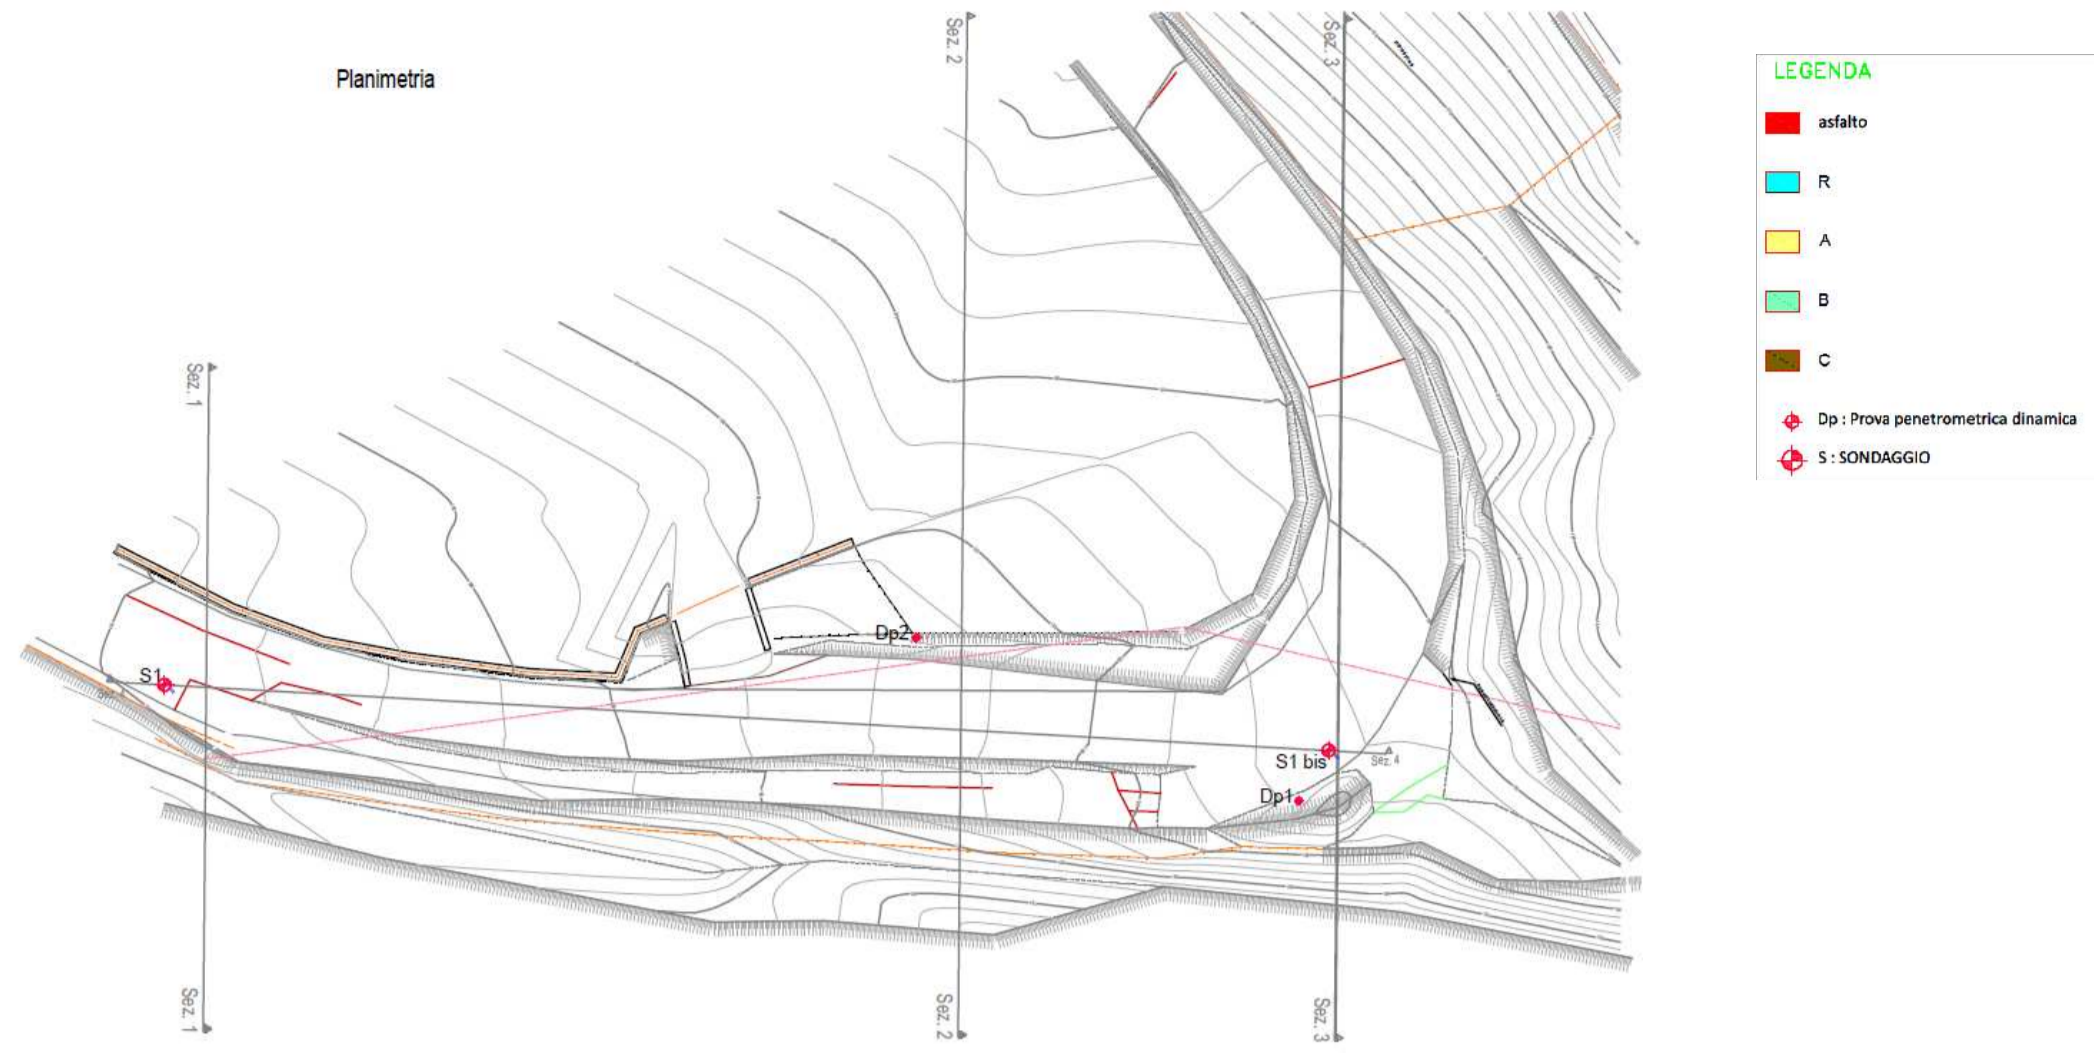 Planimetria
Sez. 2
Sez. 3
Sez. 1
S1
Dp2
S1 bis
Sez. 4
Dp1
Sez. 1
Sez. 2
Sez. 3
LEGENDA
asfalto
R
A
B
C
Dp : Prova penetrometrica dinamica
S : SONDAGGIO